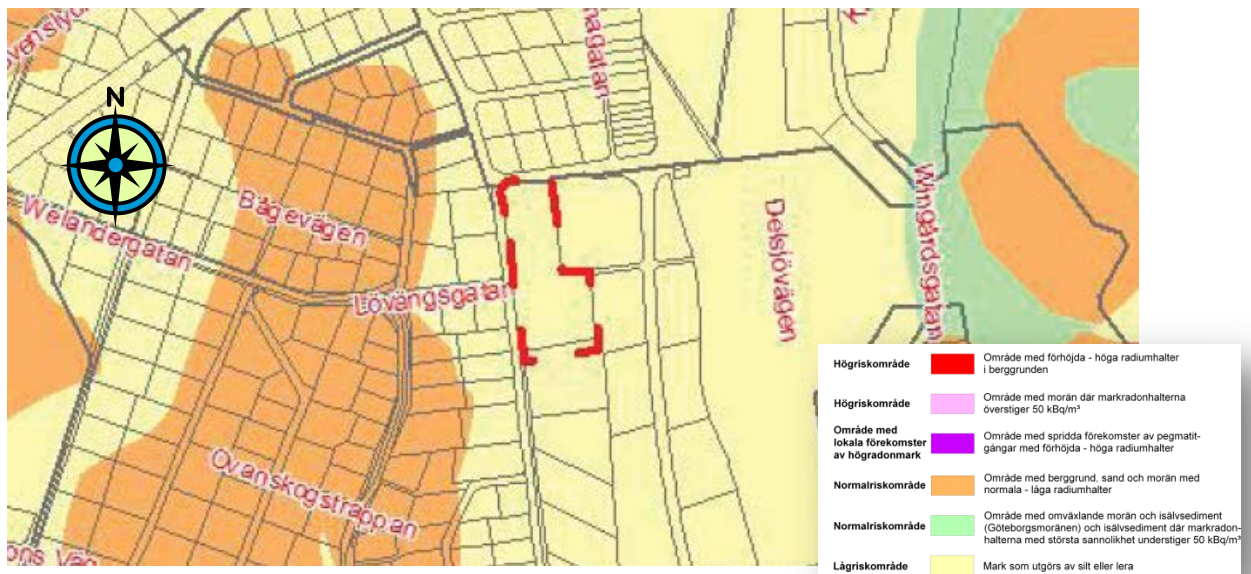 N
Welandergatan
Bågevägen
Lövängsgatan
Delsjövägen
Wingårdsgatan
Ovanskogstrappan
Högriskområde
Område med förhöjda - höga radiumhalter
i berggrunden
Högriskområde
Område med morän där markradonhalterna
överstiger 50 kBq/m³
Område med
lokala förekomster
av högradonmark
Område med spridda förekomster av pegmatit-
gångar med förhöjda - höga radiumhalter
Normalriskområde
Område med berggrund, sand och morän med
normala - låga radiumhalter
Normalriskområde
Område med omväxlande morän och isälvsediment
(Göteborgsmoränen) och isälvsediment där markradon-
halterna med största sannolikhet understiger 50 kBq/m³
Lågriskområde
Mark som utgörs av silt eller lera